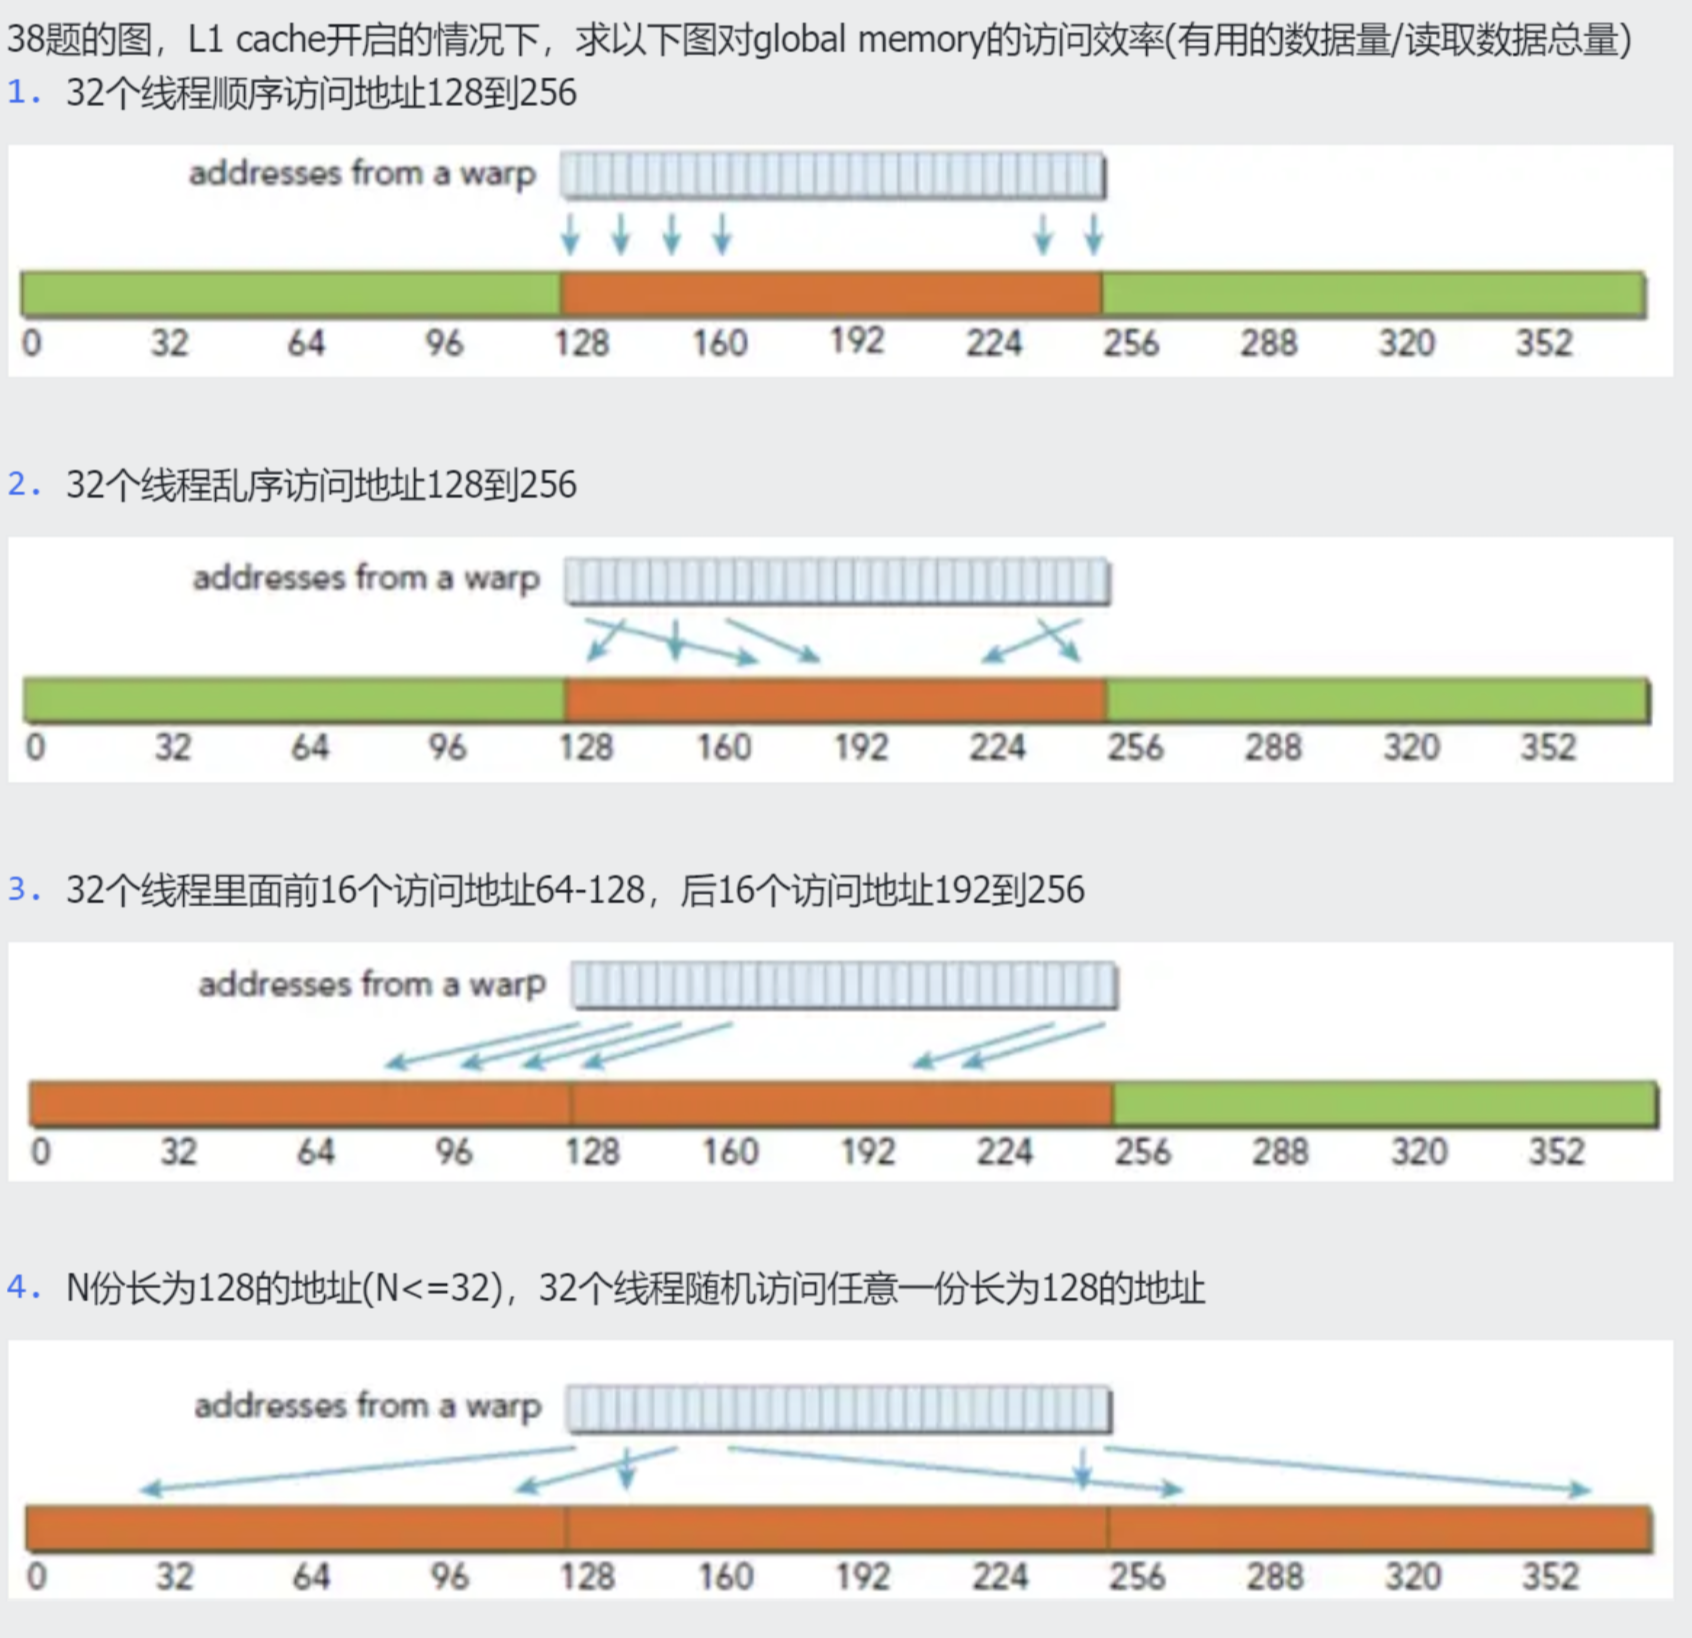 38题的图，L1 cache开启的情况下，求以下图对global memory的访问效率(有用的数据量/读取数据总量)
1. 32个线程顺序访问地址128到256
addresses from a warp
0 32 64 96 128 160 192 224 256 288 320 352
2. 32个线程乱序访问地址128到256
addresses from a warp
0 32 64 96 128 160 192 224 256 288 320 352
3. 32个线程里面前16个访问地址64-128，后16个访问地址192到256
addresses from a warp
0 32 64 96 128 160 192 224 256 288 320 352
4. N份长为128的地址(N<=32)，32个线程随机访问任意一份长为128的地址
addresses from a warp
0 32 64 96 128 160 192 224 256 288 320 352